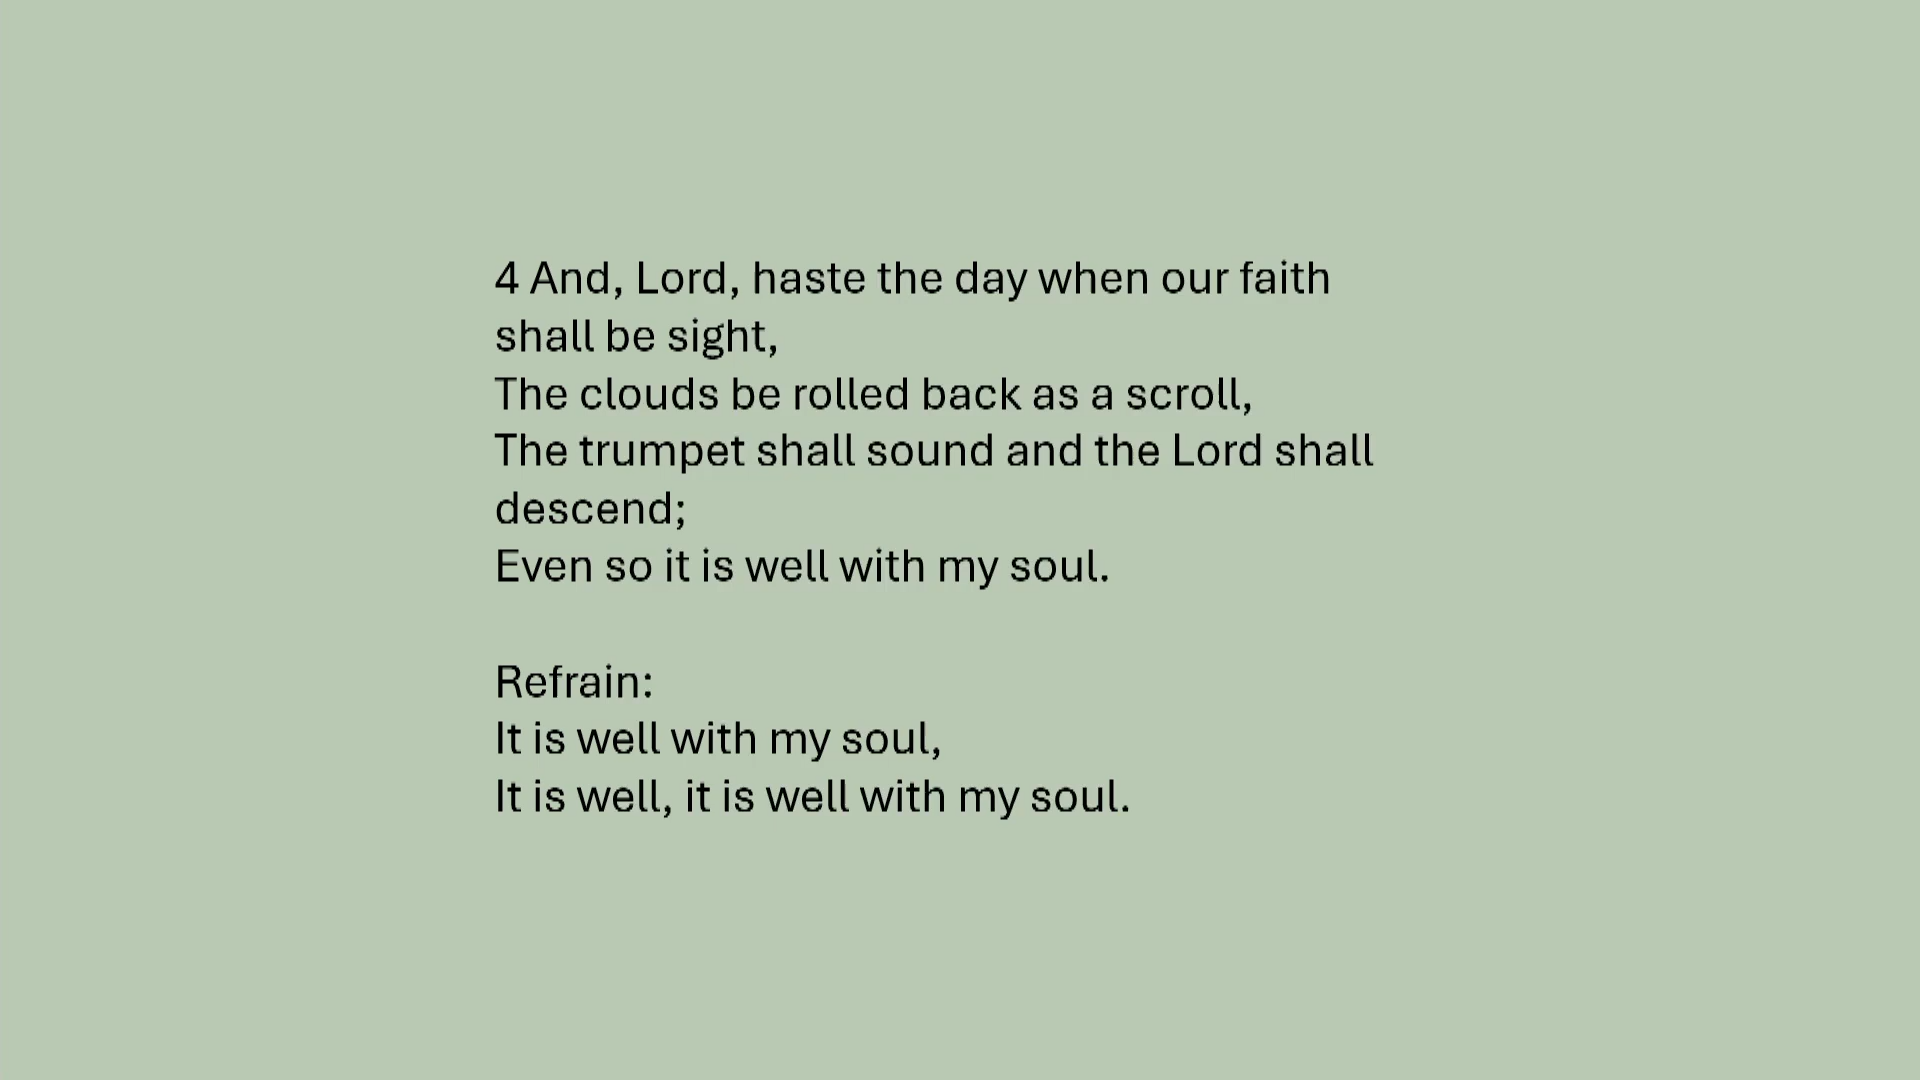 4 And, Lord, haste the day when our faith
shall be sight,
The clouds be rolled back as a scroll,
The trumpet shall sound and the Lord shall
descend;
Even so it is well with my soul.
Refrain:
It is well with my soul,
It is well, it is well with my soul.